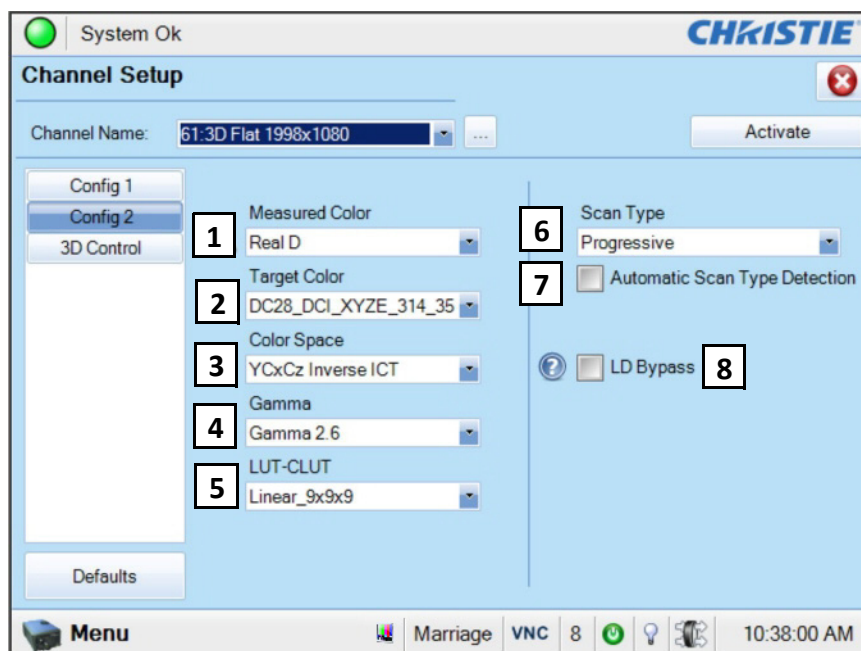 System Ok
CHRISTIE
Channel Setup
Channel Name: 61:3D Flat 1998x1080 ... Activate
Config 1
Config 2
3D Control
1 Measured Color
Real D
2 Target Color
DC28_DCI_XYZE_314_35
3 Color Space
YCxCz Inverse ICT
4 Gamma
Gamma 2.6
5 LUT-CLUT
Linear_9x9x9
6 Scan Type
Progressive
7 Automatic Scan Type Detection
? LD Bypass 8
Defaults
Menu Marriage VNC 8 10:38:00 AM